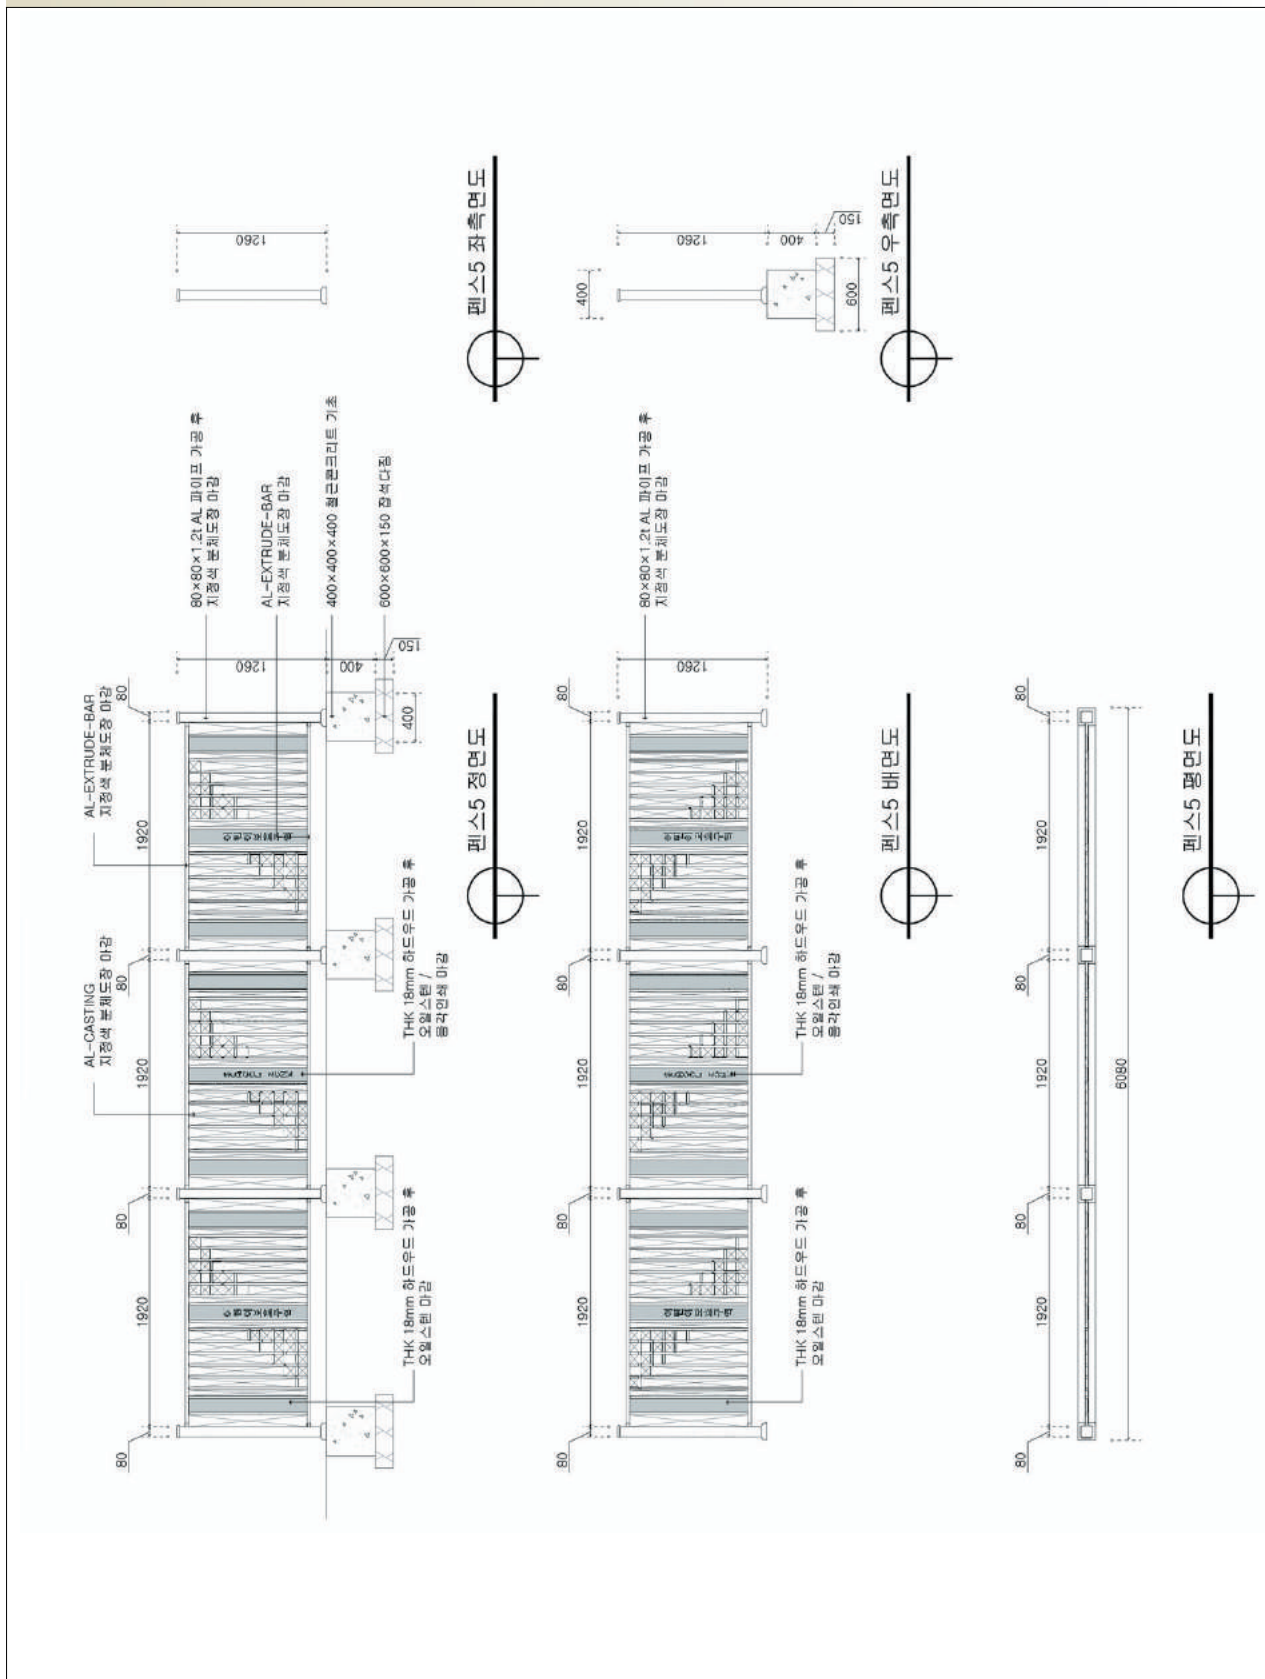 AL-CASTING
지정색 분체도장 마감
AL-EXTRUDE-BAR
지정색 분체도장 마감
80
1920
80
1920
80
1920
80
80×80×1.2t AL 파이프 가공 후
지정색 분체도장 마감
AL-EXTRUDE-BAR
지정색 분체도장 마감
400×400×400 철근콘크리트 기초
600×600×150 잡석다짐
1260
400
150
400
THK 18mm 하드우드 가공 후
오일스텐 마감
THK 18mm 하드우드 가공 후
오일스텐 /
음각인쇄 마감
펜스5 정면도
1260
펜스5 좌측면도
80
1920
80
1920
80
1920
80
80×80×1.2t AL 파이프 가공 후
지정색 분체도장 마감
1260
THK 18mm 하드우드 가공 후
오일스텐 마감
THK 18mm 하드우드 가공 후
오일스텐 /
음각인쇄 마감
펜스5 배면도
400
1260
400
150
600
펜스5 우측면도
80
1920
80
1920
80
1920
80
6080
펜스5 평면도